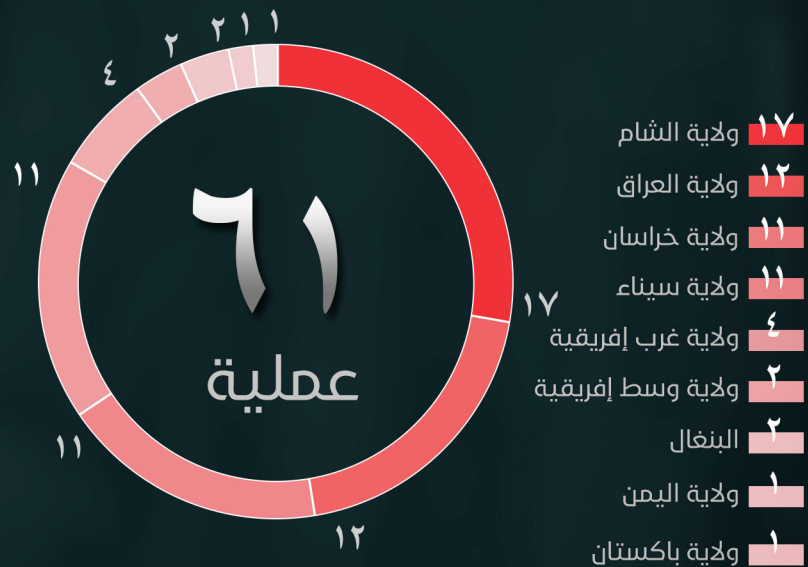 ١
١
٢
٢
٤
١١
١١
١٢
١٧
٦١
عملية
١٧ ولاية الشام
١٢ ولاية العراق
١١ ولاية خراسان
١١ ولاية سيناء
٤ ولاية غرب إفريقية
٢ ولاية وسط إفريقية
٢ البنغال
١ ولاية اليمن
١ ولاية باكستان